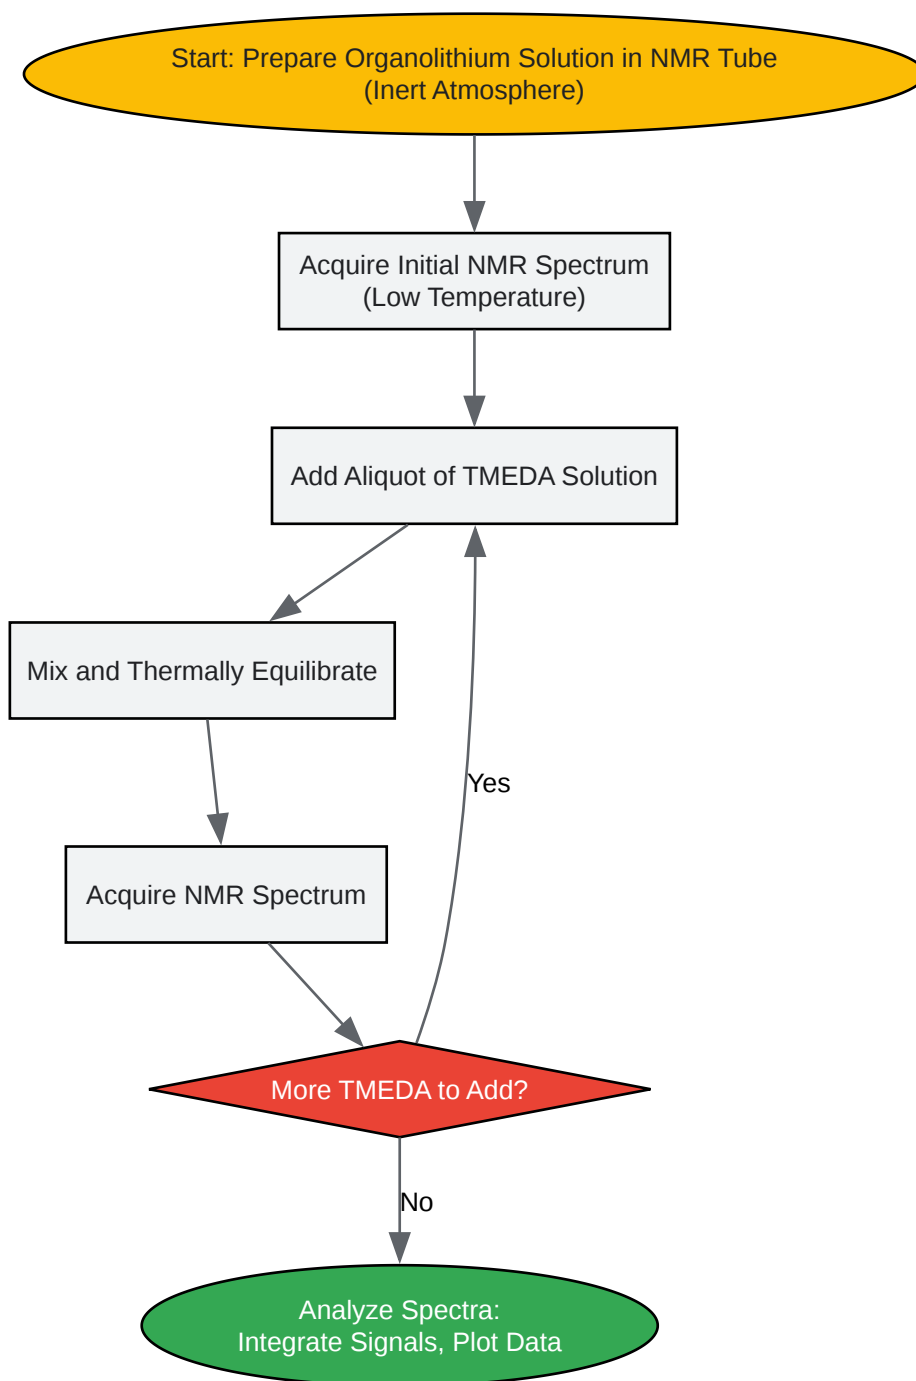 Start: Prepare Organolithium Solution in NMR Tube
(Inert Atmosphere)
Acquire Initial NMR Spectrum
(Low Temperature)
Add Aliquot of TMEDA Solution
Mix and Thermally Equilibrate
Yes
Acquire NMR Spectrum
More TMEDA to Add?
No
Analyze Spectra:
Integrate Signals, Plot Data